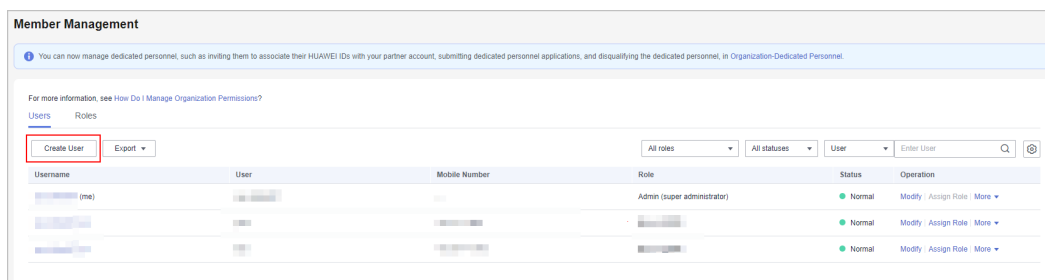 Member Management
You can now manage dedicated personnel, such as inviting them to associate their HUAWEI IDs with your partner account, submitting dedicated personnel applications, and disqualifying the dedicated personnel, in Organization-Dedicated Personnel.
For more information, see How Do I Manage Organization Permissions?
Users Roles
Create User Export All roles All statuses User Enter User
Username User Mobile Number Role Status Operation
(me) Admin (super administrator) Normal Modify Assign Role More
Normal Modify Assign Role More
Normal Modify Assign Role More